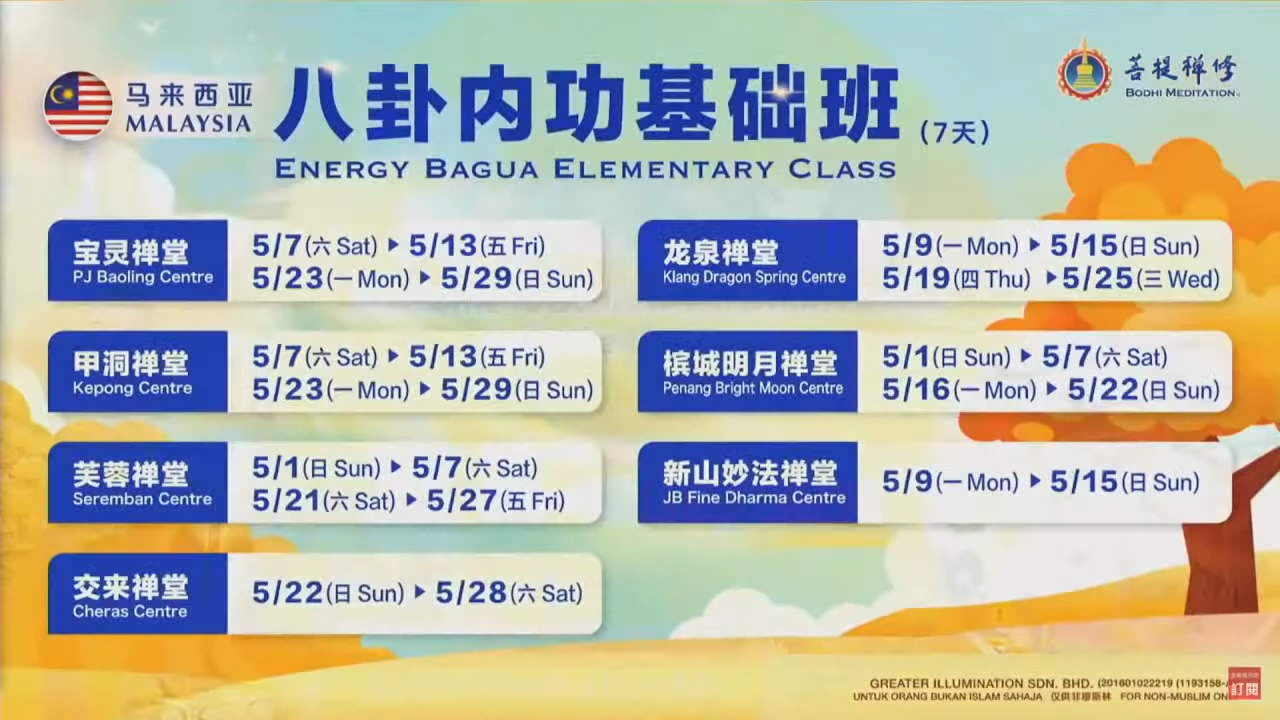 马来西亚
MALAYSIA
八卦内功基础班 (7天)
ENERGY BAGUA ELEMENTARY CLASS
菩提禅修
BODHI MEDITATION
宝灵禅堂
PJ Baoling Centre
5/7(六 Sat) ▶ 5/13(五 Fri)
5/23(一 Mon) ▶ 5/29(日 Sun)
龙泉禅堂
Klang Dragon Spring Centre
5/9(一 Mon) ▶ 5/15(日 Sun)
5/19(四 Thu) ▶ 5/25(三 Wed)
甲洞禅堂
Kepong Centre
5/7(六 Sat) ▶ 5/13(五 Fri)
5/23(一 Mon) ▶ 5/29(日 Sun)
槟城明月禅堂
Penang Bright Moon Centre
5/1(日 Sun) ▶ 5/7(六 Sat)
5/16(一 Mon) ▶ 5/22(日 Sun)
芙蓉禅堂
Seremban Centre
5/1(日 Sun) ▶ 5/7(六 Sat)
5/21(六 Sat) ▶ 5/27(五 Fri)
新山妙法禅堂
JB Fine Dharma Centre
5/9(一 Mon) ▶ 5/15(日 Sun)
交来禅堂
Cheras Centre
5/22(日 Sun) ▶ 5/28(六 Sat)
GREATER ILLUMINATION SDN. BHD. (201601022219 (1193158-
UNTUK ORANG BUKAN ISLAM SAHAJA 仅供非穆斯林 FOR NON-MUSLIM
訂閱